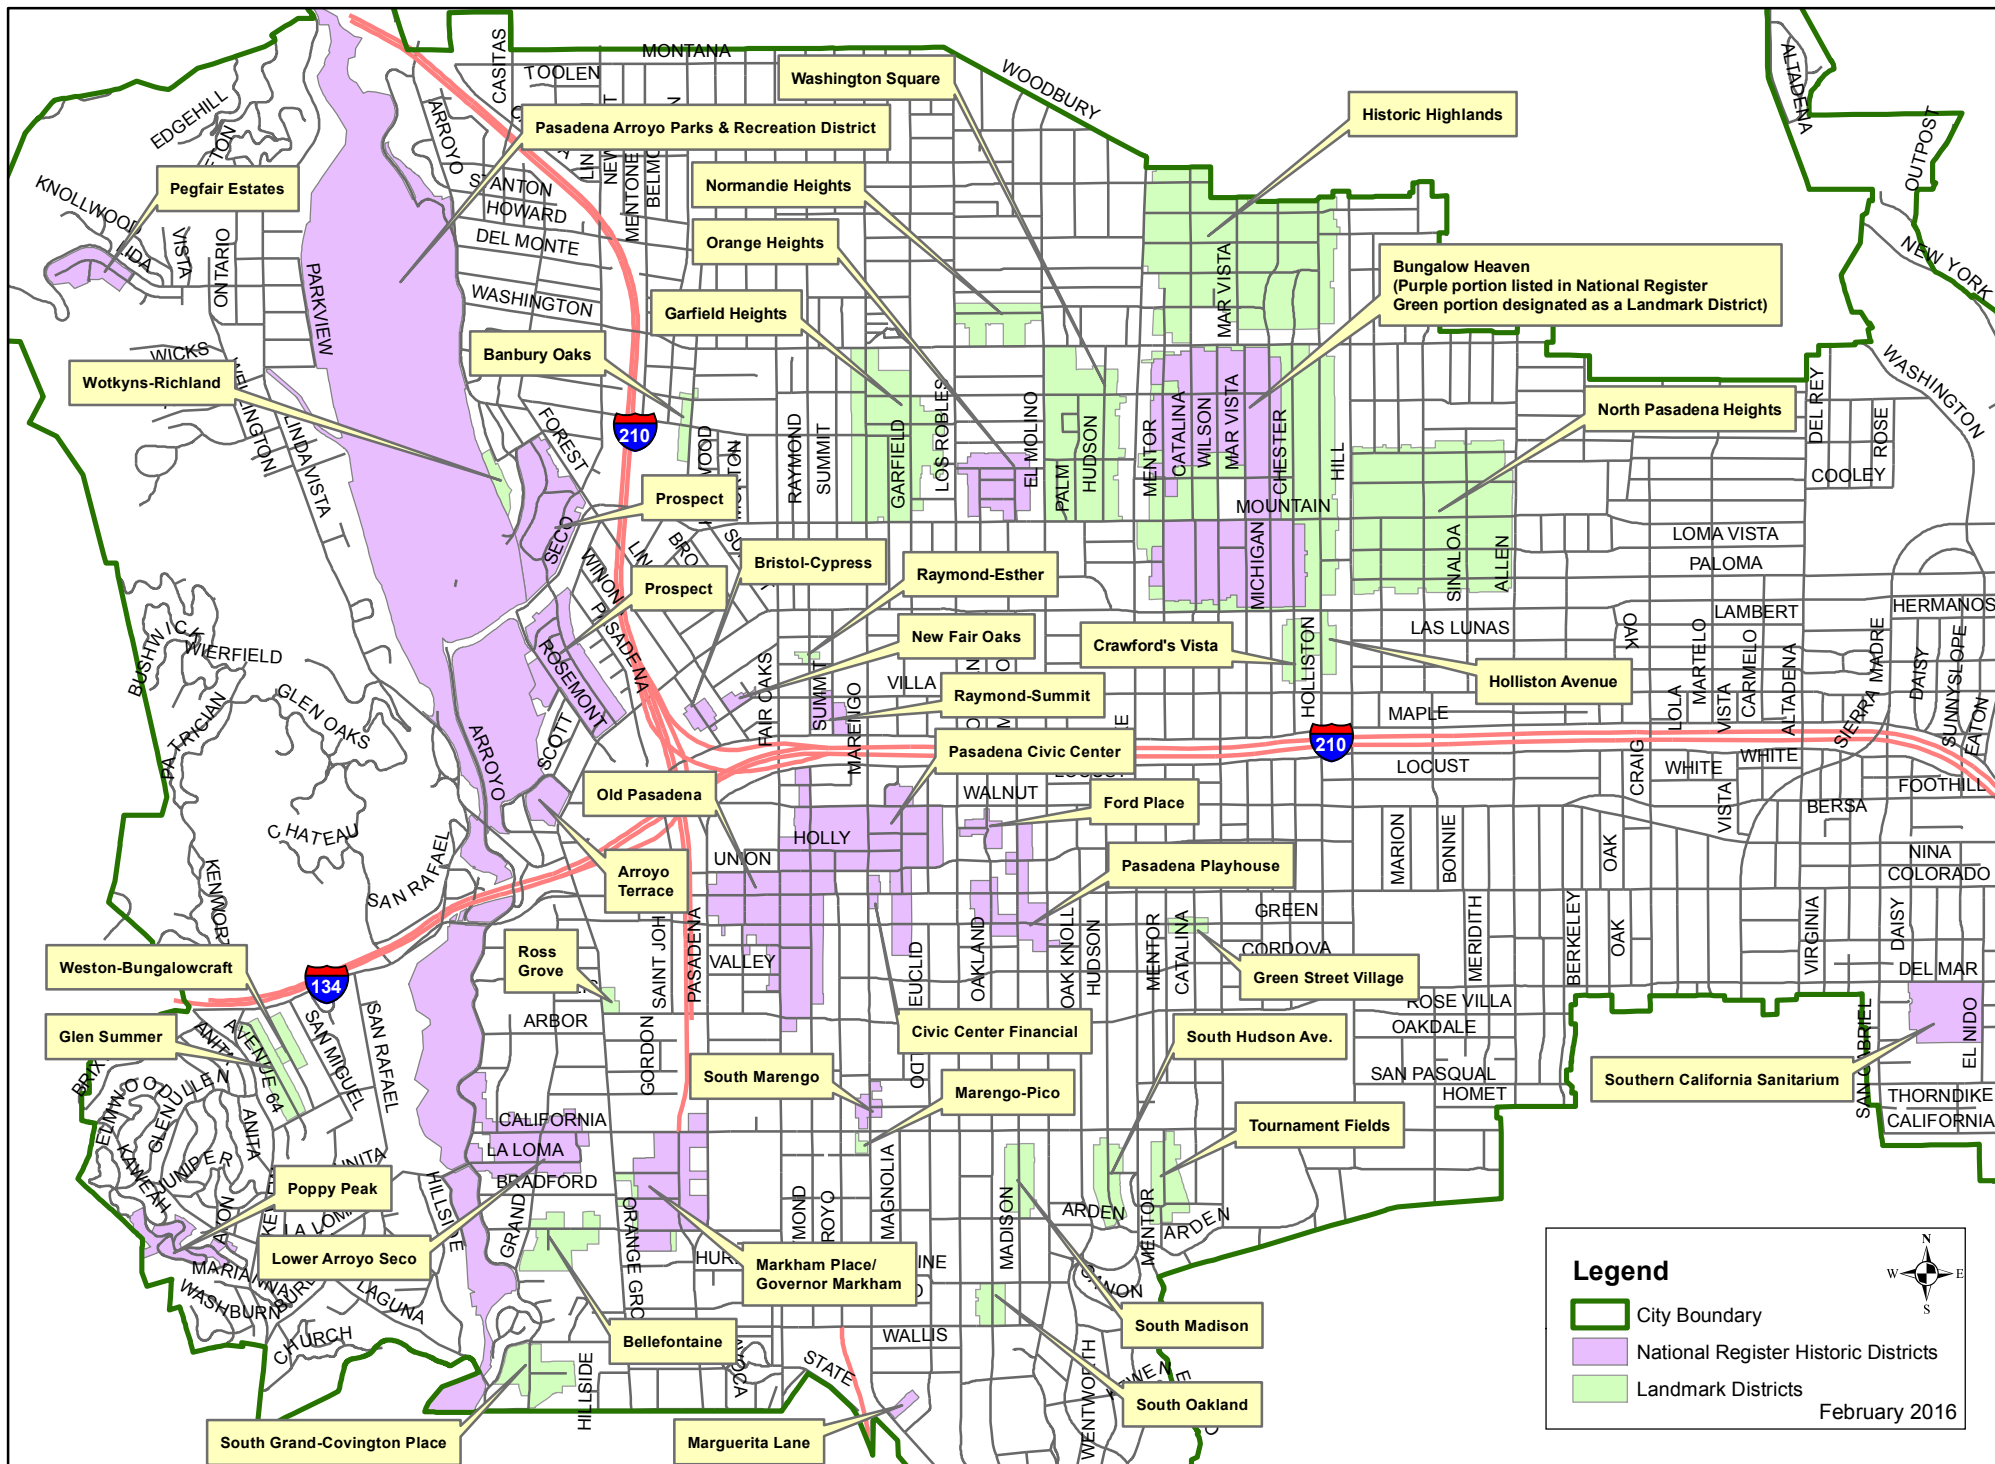 MONTANA
CASITAS
TOOLEN
WOODBURY
ALTADENA
Washington Square
Historic Highlands
EDGEHILL
ARROYO
Pasadena Arroyo Parks & Recreation District
OUTPOST
Pegfair Estates
KNOLLWOOD
LIDA
VISTA
ONTARIO
STANTON
HOWARD
DEL MONTE
MENTONE
Normandie Heights
Orange Heights
MAR VISTA
Bungalow Heaven
(Purple portion listed in National Register
Green portion designated as a Landmark District)
NEW YORK
PARKVIEW
WASHINGTON
Garfield Heights
Banbury Oaks
WICKS
Wotkyns-Richland
LINDA VISTA
FOREST
210
RAYMOND
SUMMIT
GARFIELD
LOS ROBLES
EL MOLINO
PALM
HUDSON
MENTOR
CATALINA
WILSON
MAR VISTA
CHESTER
HILL
North Pasadena Heights
DEL REY
ROSE
WASHINGTON
COOLEY
Prospect
SECO
MOUNTAIN
MICHIGAN
SINALOA
ALLEN
LOMA VISTA
PALOMA
Bristol-Cypress
Raymond-Esther
Prospect
PASADENA
ROSEMONT
New Fair Oaks
Crawford's Vista
HOLLISTON
LAS LUNAS
OAK
LAMBERT
HERMANOS
Holliston Avenue
BUSHWICK
WIERFIELD
GLEN OAKS
PATRICIAN
ARROYO
SCOTT
FAIR OAKS
SUMMIT
MARENGO
VILLA
Raymond-Summit
MAPLE
LOLA
MARTELO
VISTA
CARMELO
ALTADENA
SIERRA MADRE
DAISY
SUNNYSLOPE
EATON
Pasadena Civic Center
210
LOCUST
CRAIG
WHITE
WHITE
FOOTHILL
Old Pasadena
WALNUT
Ford Place
VISTA
BERSA
CHATEAU
HOLLY
UNION
SAN RAFAEL
Arroyo
Terrace
Pasadena Playhouse
MARION
BONNIE
OAK
NINA
COLORADO
Weston-Bungalowcraft
Ross
Grove
PASADENA
VALLEY
EUCLID
OAKLAND
OAK KNOLL
HUDSON
MENTOR
CATALINA
GREEN
CORDOVA
Green Street Village
MERIDITH
BERKELEY
OAK
VIRGINIA
DAISY
DEL MAR
134
ROSE VILLA
Glen Summer
AVENUE 64
SAN MIGUEL
SAN RAFAEL
ARBOR
GORDON
Civic Center Financial
South Hudson Ave.
OAKDALE
EL NIDO
South Marengo
Marengo-Pico
SAN PASQUAL
HOMET
Southern California Sanitarium
THORNDIKE
CALIFORNIA
ELMWOOD
GLENULLEN
KAWEAH
JUNIPER
ANITA
CALIFORNIA
LA LOMA
BRADFORD
Tournament Fields
Poppy Peak
HILLSIDE
GRAND
MAGNOLIA
MADISON
ARDEN
MENTOR
ARDEN
Lower Arroyo Seco
Markham Place/
Governor Markham
MARIANNA
WASHBURN
LAGUNA
CHURCH
Bellefontaine
WALLIS
South Madison
HILLSIDE
STATE
WENTWORTH
South Oakland
South Grand-Covington Place
Marguerita Lane
Legend
N
W
E
S
City Boundary
National Register Historic Districts
Landmark Districts
February 2016